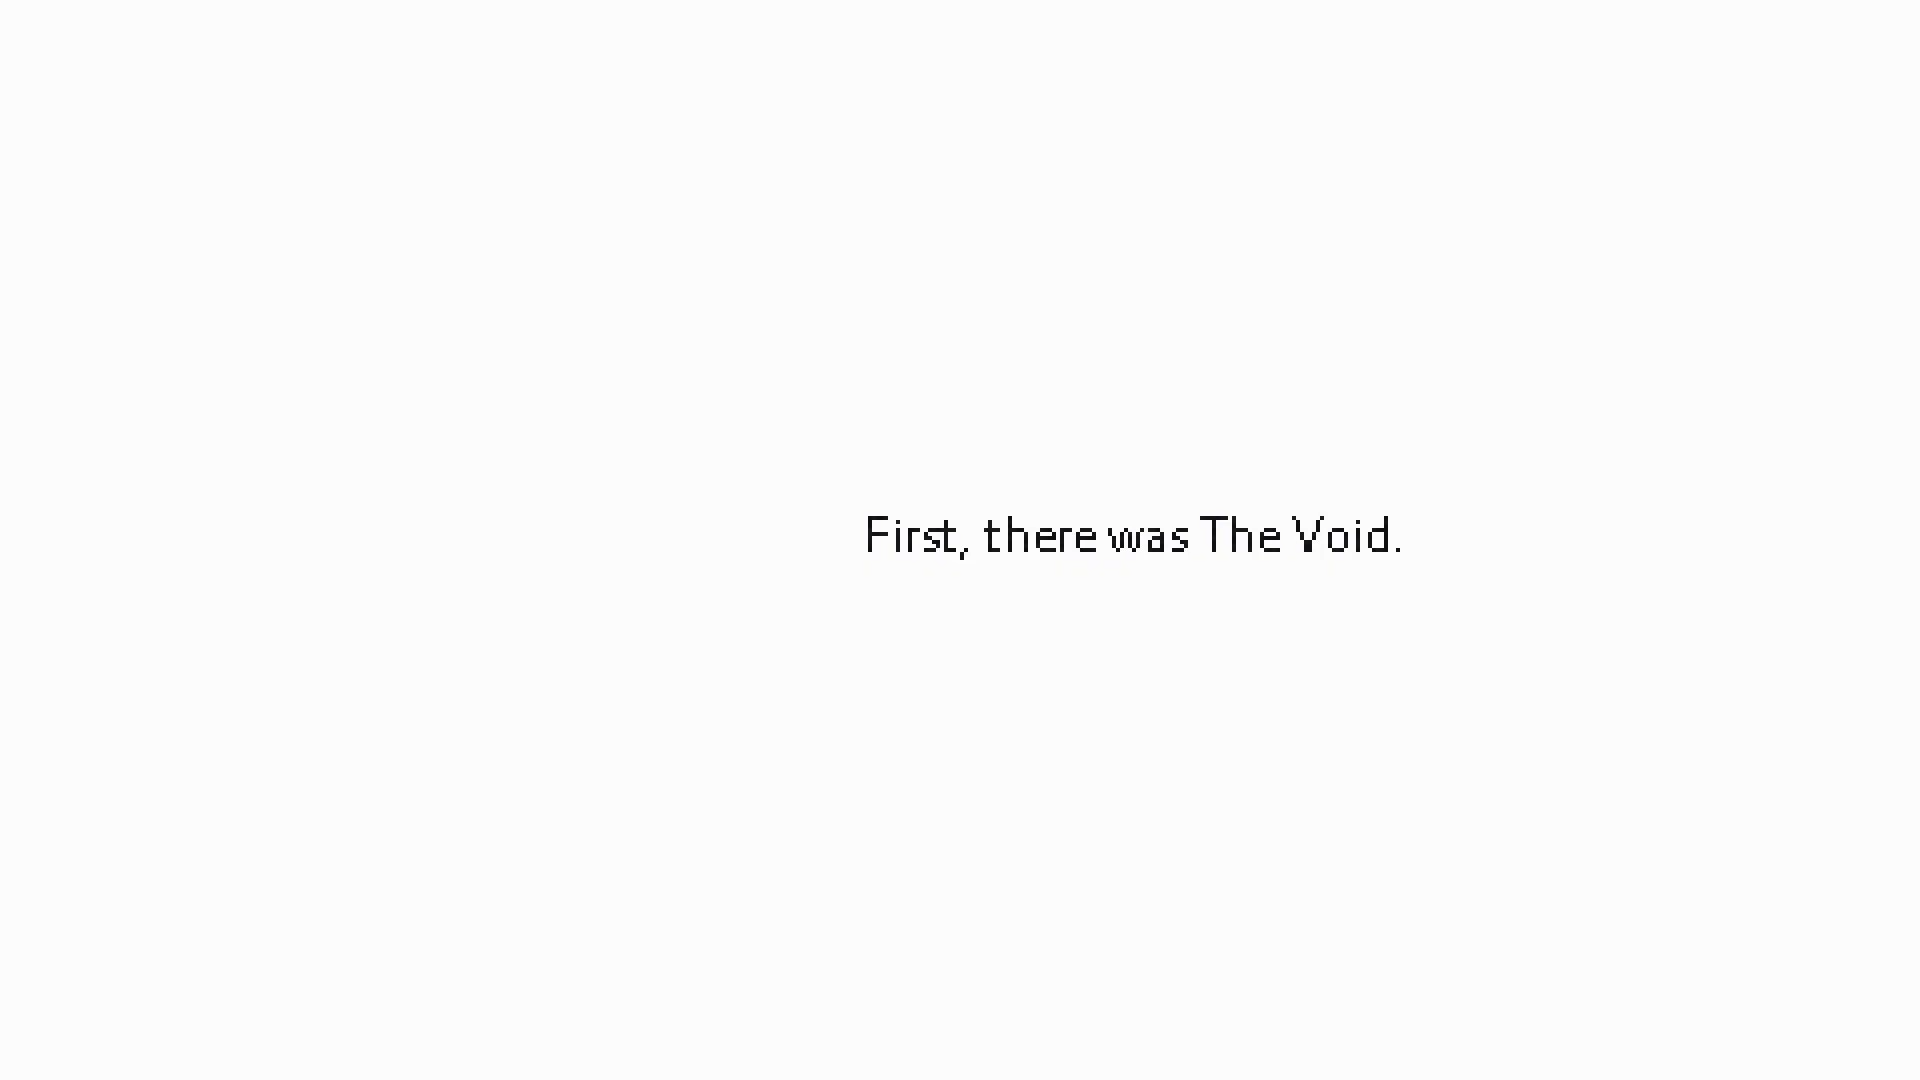 First, there was The Void.